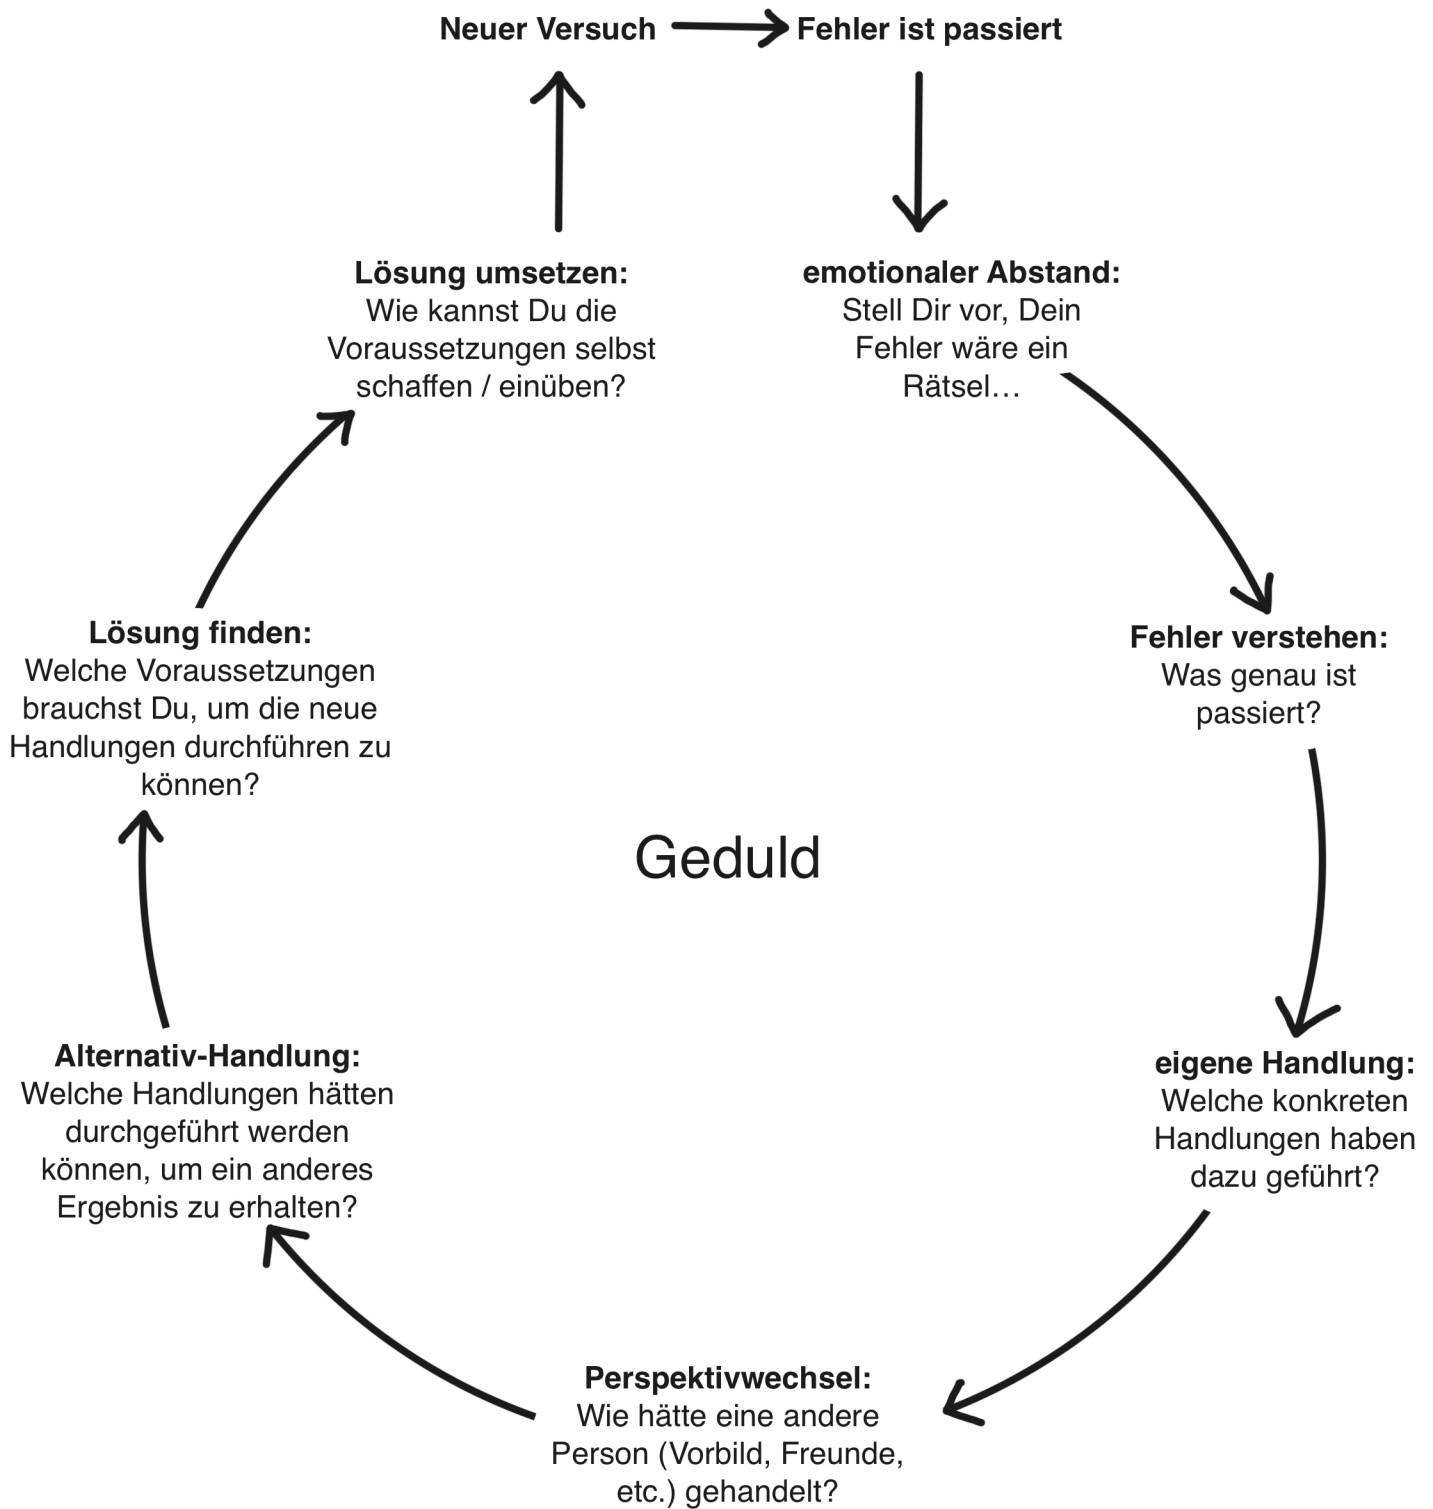 Neuer Versuch
Fehler ist passiert
emotionaler Abstand:
Stell Dir vor, Dein
Fehler wäre ein
Rätsel…
Fehler verstehen:
Was genau ist
passiert?
eigene Handlung:
Welche konkreten
Handlungen haben
dazu geführt?
Perspektivwechsel:
Wie hätte eine andere
Person (Vorbild, Freunde,
etc.) gehandelt?
Alternativ-Handlung:
Welche Handlungen hätten
durchgeführt werden
können, um ein anderes
Ergebnis zu erhalten?
Lösung finden:
Welche Voraussetzungen
brauchst Du, um die neue
Handlungen durchführen zu
können?
Lösung umsetzen:
Wie kannst Du die
Voraussetzungen selbst
schaffen / einüben?
Geduld